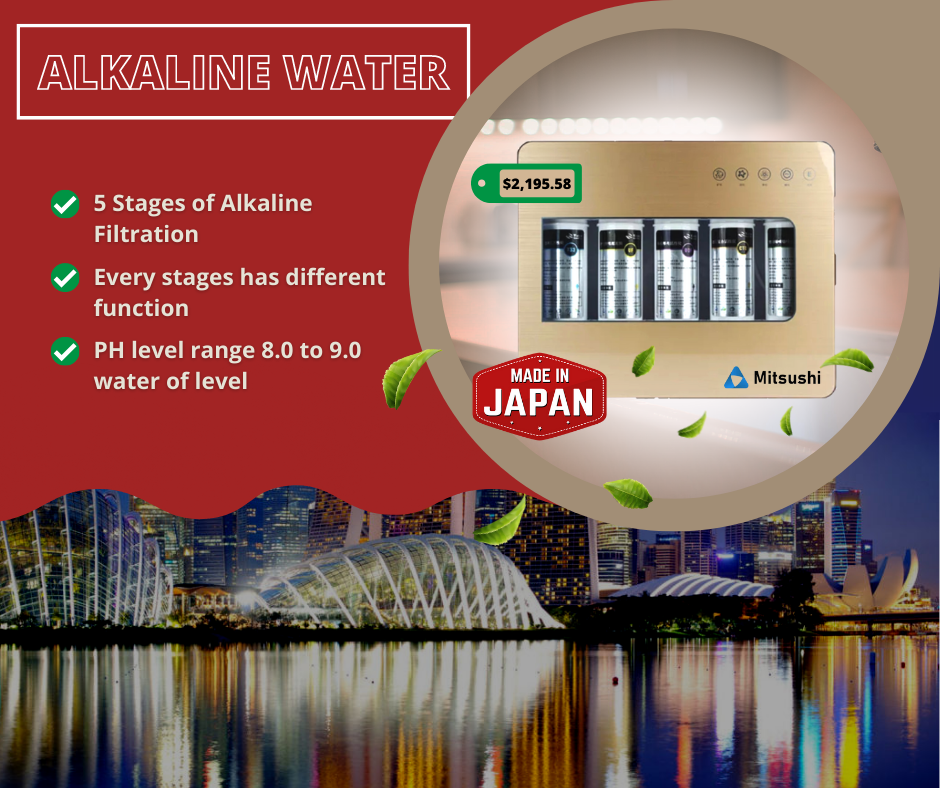 ALKALINE WATER
5 Stages of Alkaline
Filtration
Every stages has different
function
PH level range 8.0 to 9.0
water of level
$2,195.58
MADE IN
JAPAN
Mitsushi